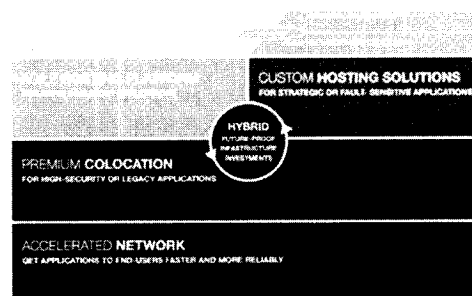 CUSTOM HOSTING SOLUTIONS
FOR STRATEGIC OR FAULT- SENSITIVE APPLICATIONS
HYBRID
FUTURE-PROOF
INFASTRUCTURE
INVESTMENTS
PREMIUM COLOCATION
FOR HIGH-SECURITY OR LEGACY APPLICATIONS
ACCELERATED NETWORK
GET APPLICATIONS TO END-USERS FASTER AND MORE RELIABLY